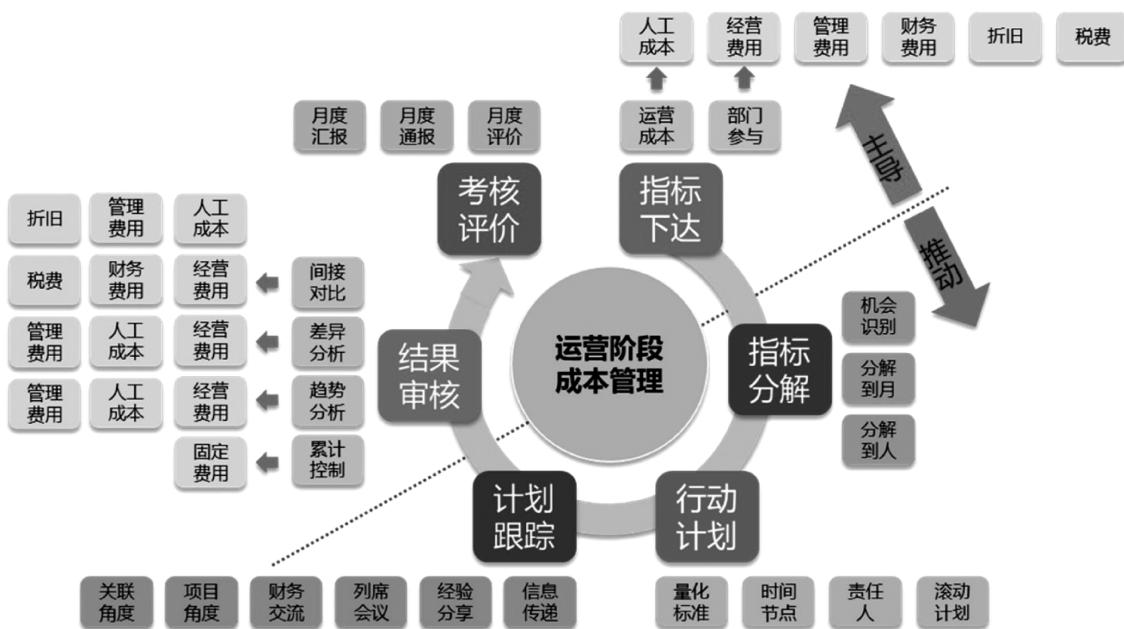 人工
成本
经营
费用
管理
费用
财务
费用
折旧
税费
月度
汇报
月度
通报
月度
评价
运营
成本
部门
参与
主导
考核
评价
指标
下达
推动
折旧
管理
费用
人工
成本
税费
财务
费用
经营
费用
间接
对比
管理
费用
人工
成本
经营
费用
差异
分析
管理
费用
人工
成本
经营
费用
趋势
分析
固定
费用
累计
控制
结果
审核
运营阶段
成本管理
指标
分解
机会
识别
分解
到月
分解
到人
计划
跟踪
行动
计划
关联
角度
项目
角度
财务
交流
列席
会议
经验
分享
信息
传递
量化
标准
时间
节点
责任
人
滚动
计划